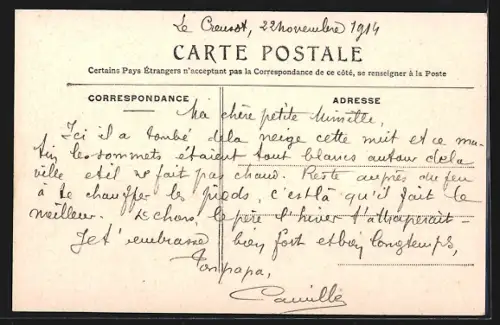 Le Creusot, 22 novembre 1914
CARTE POSTALE
Certains Pays Étrangers n'acceptant pas la Correspondance de ce côté, se renseigner à la Poste
CORRESPONDANCE
ADRESSE
Ma chère petite Mimille,
Ici il a tombé de la neige cette nuit et ce ma-
tin les sommets étaient tout blancs autour de la
ville et il ne fait pas chaud. Reste auprès du feu
à te chauffer les pieds, c'est là qu'il fait le
meilleur. Dehors, le père l'hiver t'attraperait
Je t'embrasse bien fort et bien longtemps,
Ton papa,
Camille